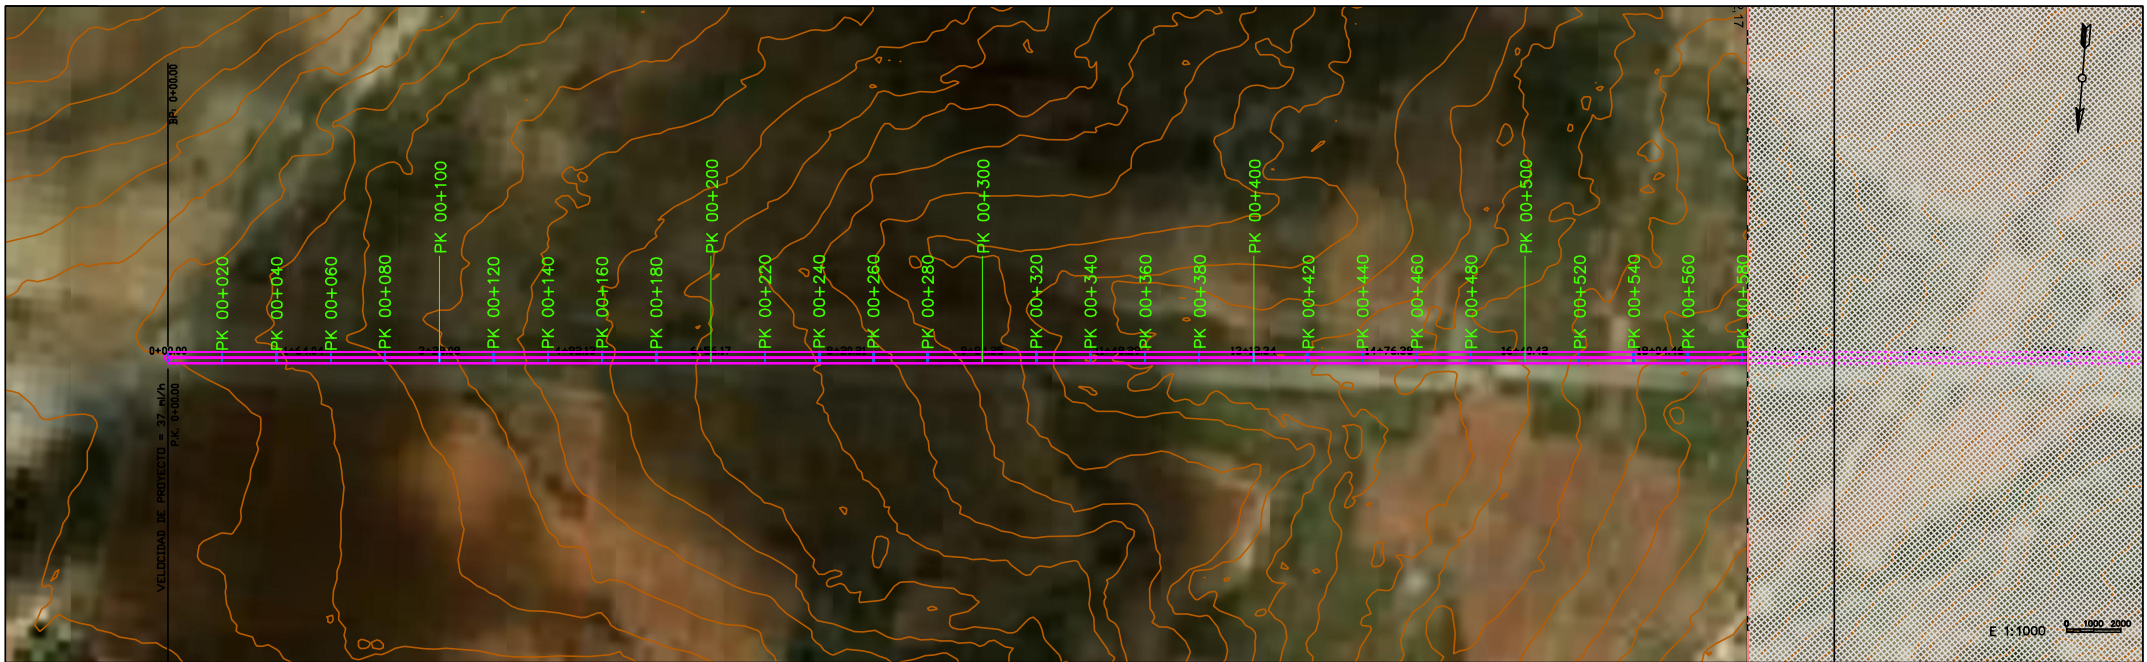 BP: 0+00.00
PK 00+020
PK 00+040
PK 00+060
PK 00+080
PK 00+100
PK 00+120
PK 00+140
PK 00+160
PK 00+180
PK 00+200
PK 00+220
PK 00+240
PK 00+260
PK 00+280
PK 00+300
PK 00+320
PK 00+340
PK 00+360
PK 00+380
PK 00+400
PK 00+420
PK 00+440
PK 00+460
PK 00+480
PK 00+500
PK 00+520
PK 00+540
PK 00+560
PK 00+580
0+00.00
VELOCIDAD DE PROYECTO = 37 mi/h
P.K. 0+00.00
E 1:1000
0 1000 2000